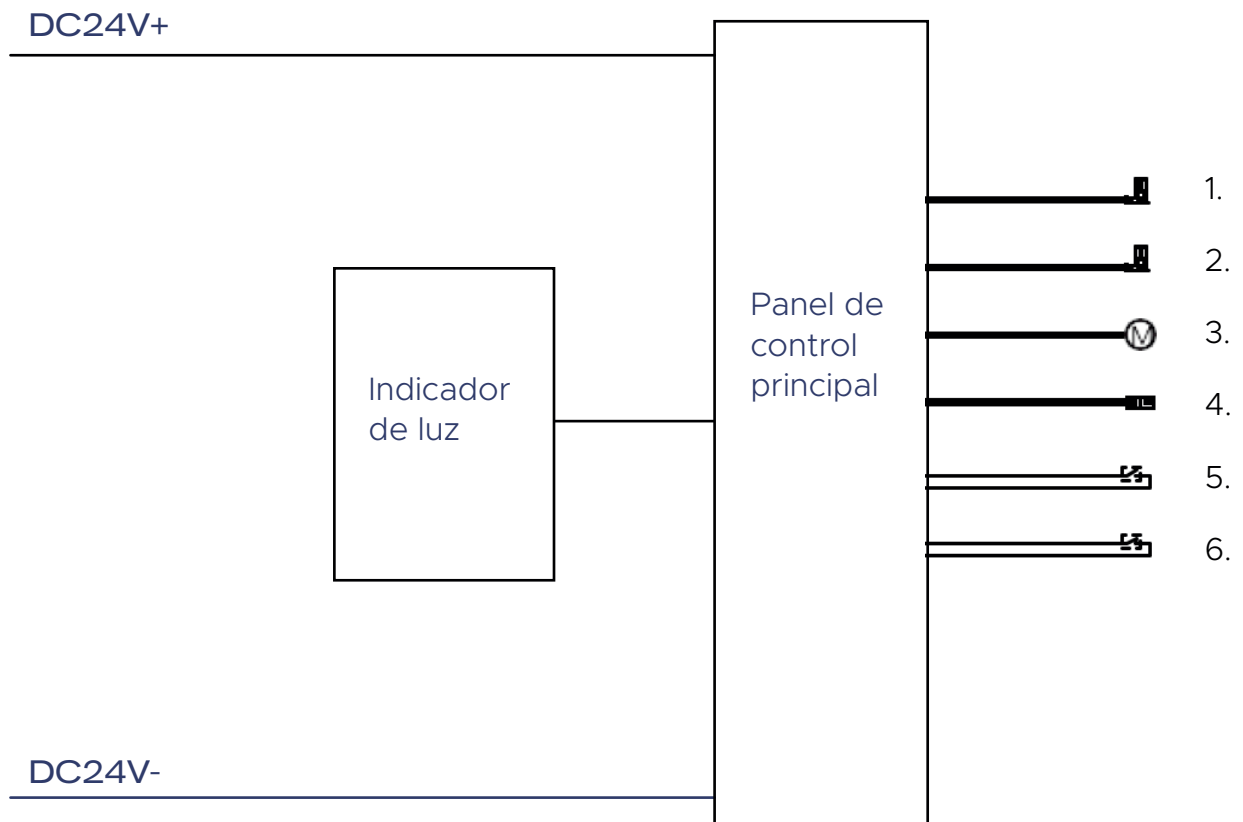 DC24V+
1.
2.
Panel de
control
principal
3.
M
Indicador
de luz
4.
5.
6.
DC24V-